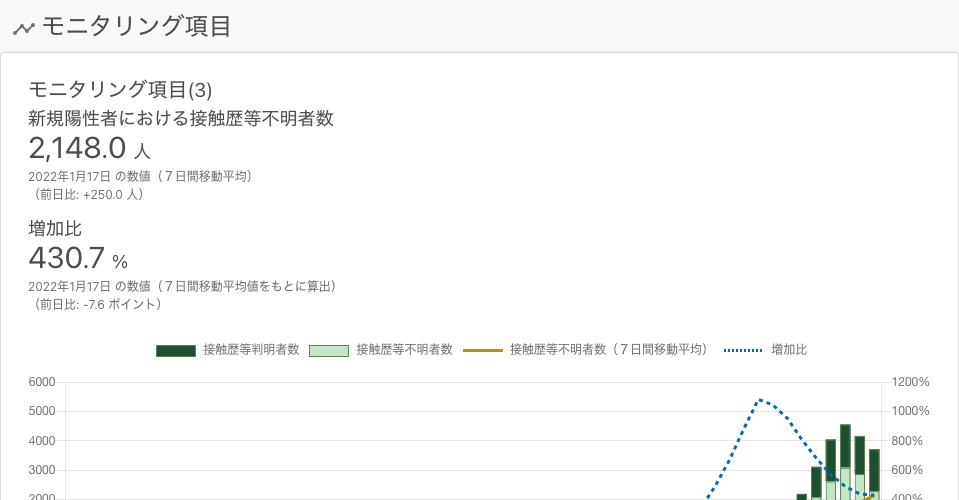 モニタリング項目
モニタリング項目(3)
新規陽性者における接触歴等不明者数
2,148.0 人
2022年1月17日 の数値（７日間移動平均）
（前日比: +250.0 人）
増加比
430.7 %
2022年1月17日 の数値（７日間移動平均値をもとに算出）
（前日比: -7.6 ポイント）
接触歴等判明者数 接触歴等不明者数 接触歴等不明者数（７日間移動平均） 増加比
6000 1200%
5000 1000%
4000 800%
3000 600%
2000 400%